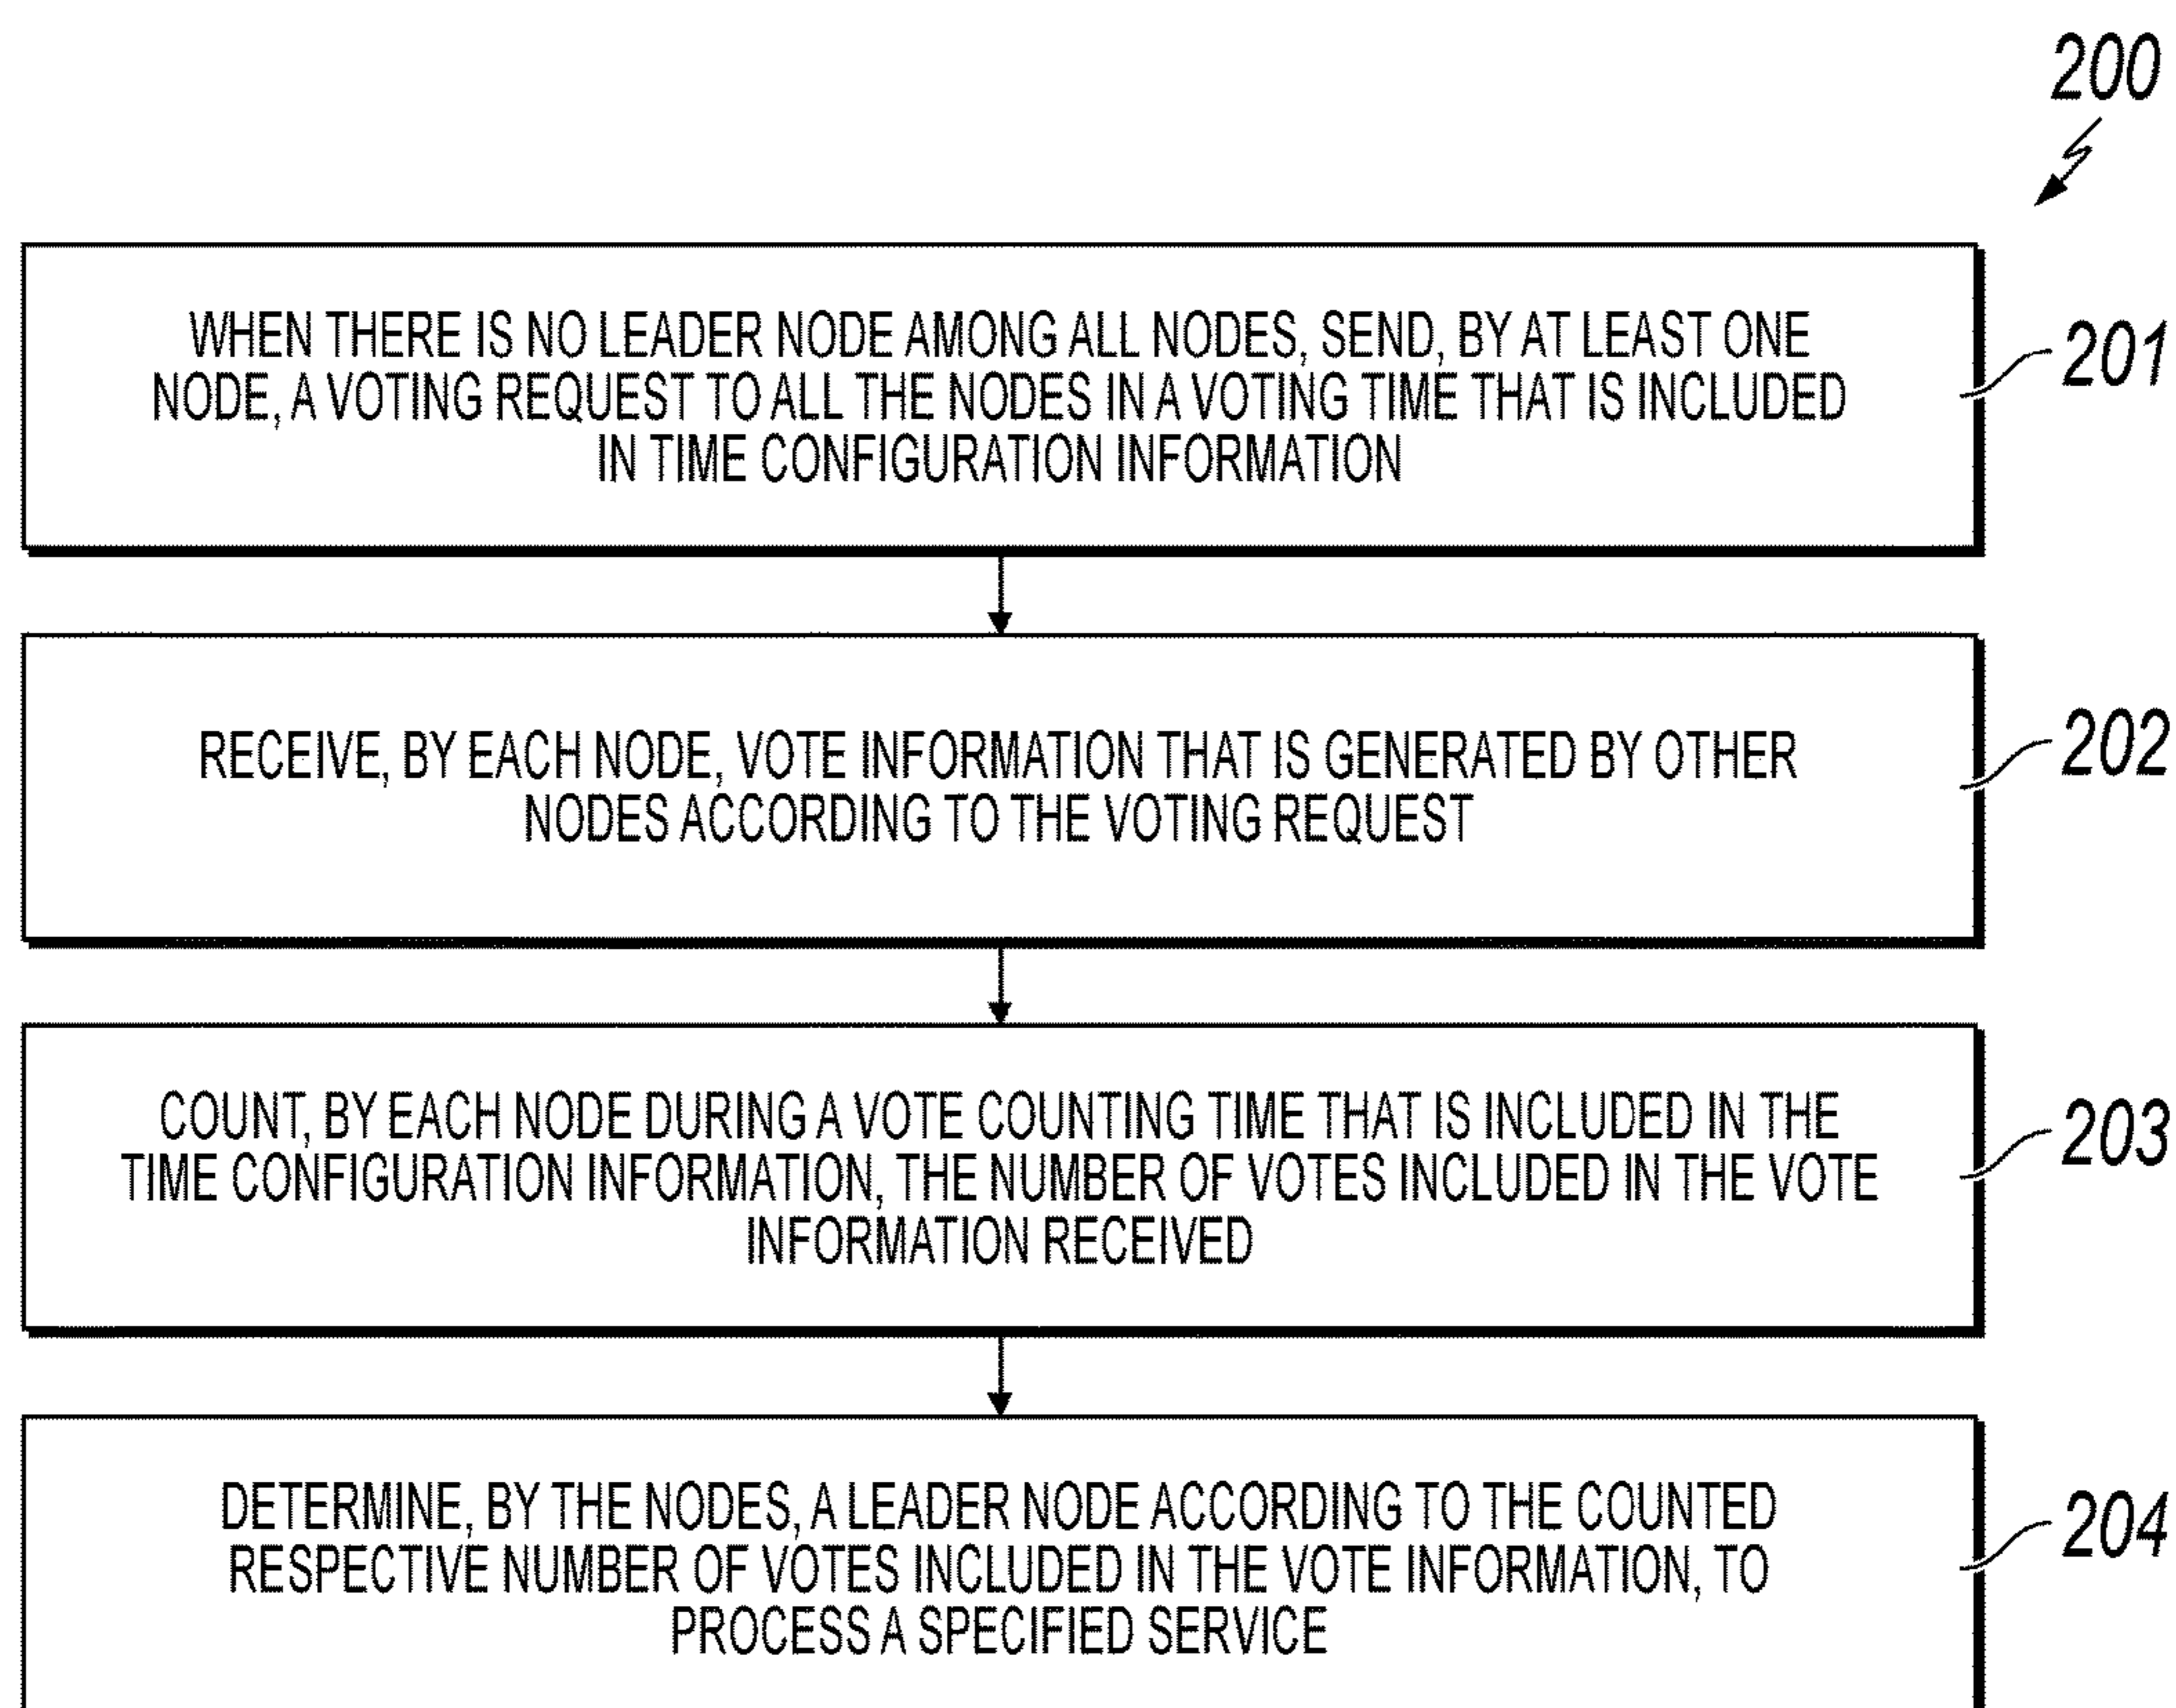 200
WHEN THERE IS NO LEADER NODE AMONG ALL NODES, SEND, BY AT LEAST ONE
NODE, A VOTING REQUEST TO ALL THE NODES IN A VOTING TIME THAT IS INCLUDED
IN TIME CONFIGURATION INFORMATION
201
RECEIVE, BY EACH NODE, VOTE INFORMATION THAT IS GENERATED BY OTHER
NODES ACCORDING TO THE VOTING REQUEST
202
COUNT, BY EACH NODE DURING A VOTE COUNTING TIME THAT IS INCLUDED IN THE
TIME CONFIGURATION INFORMATION, THE NUMBER OF VOTES INCLUDED IN THE VOTE
INFORMATION RECEIVED
203
DETERMINE, BY THE NODES, A LEADER NODE ACCORDING TO THE COUNTED
RESPECTIVE NUMBER OF VOTES INCLUDED IN THE VOTE INFORMATION, TO
PROCESS A SPECIFIED SERVICE
204